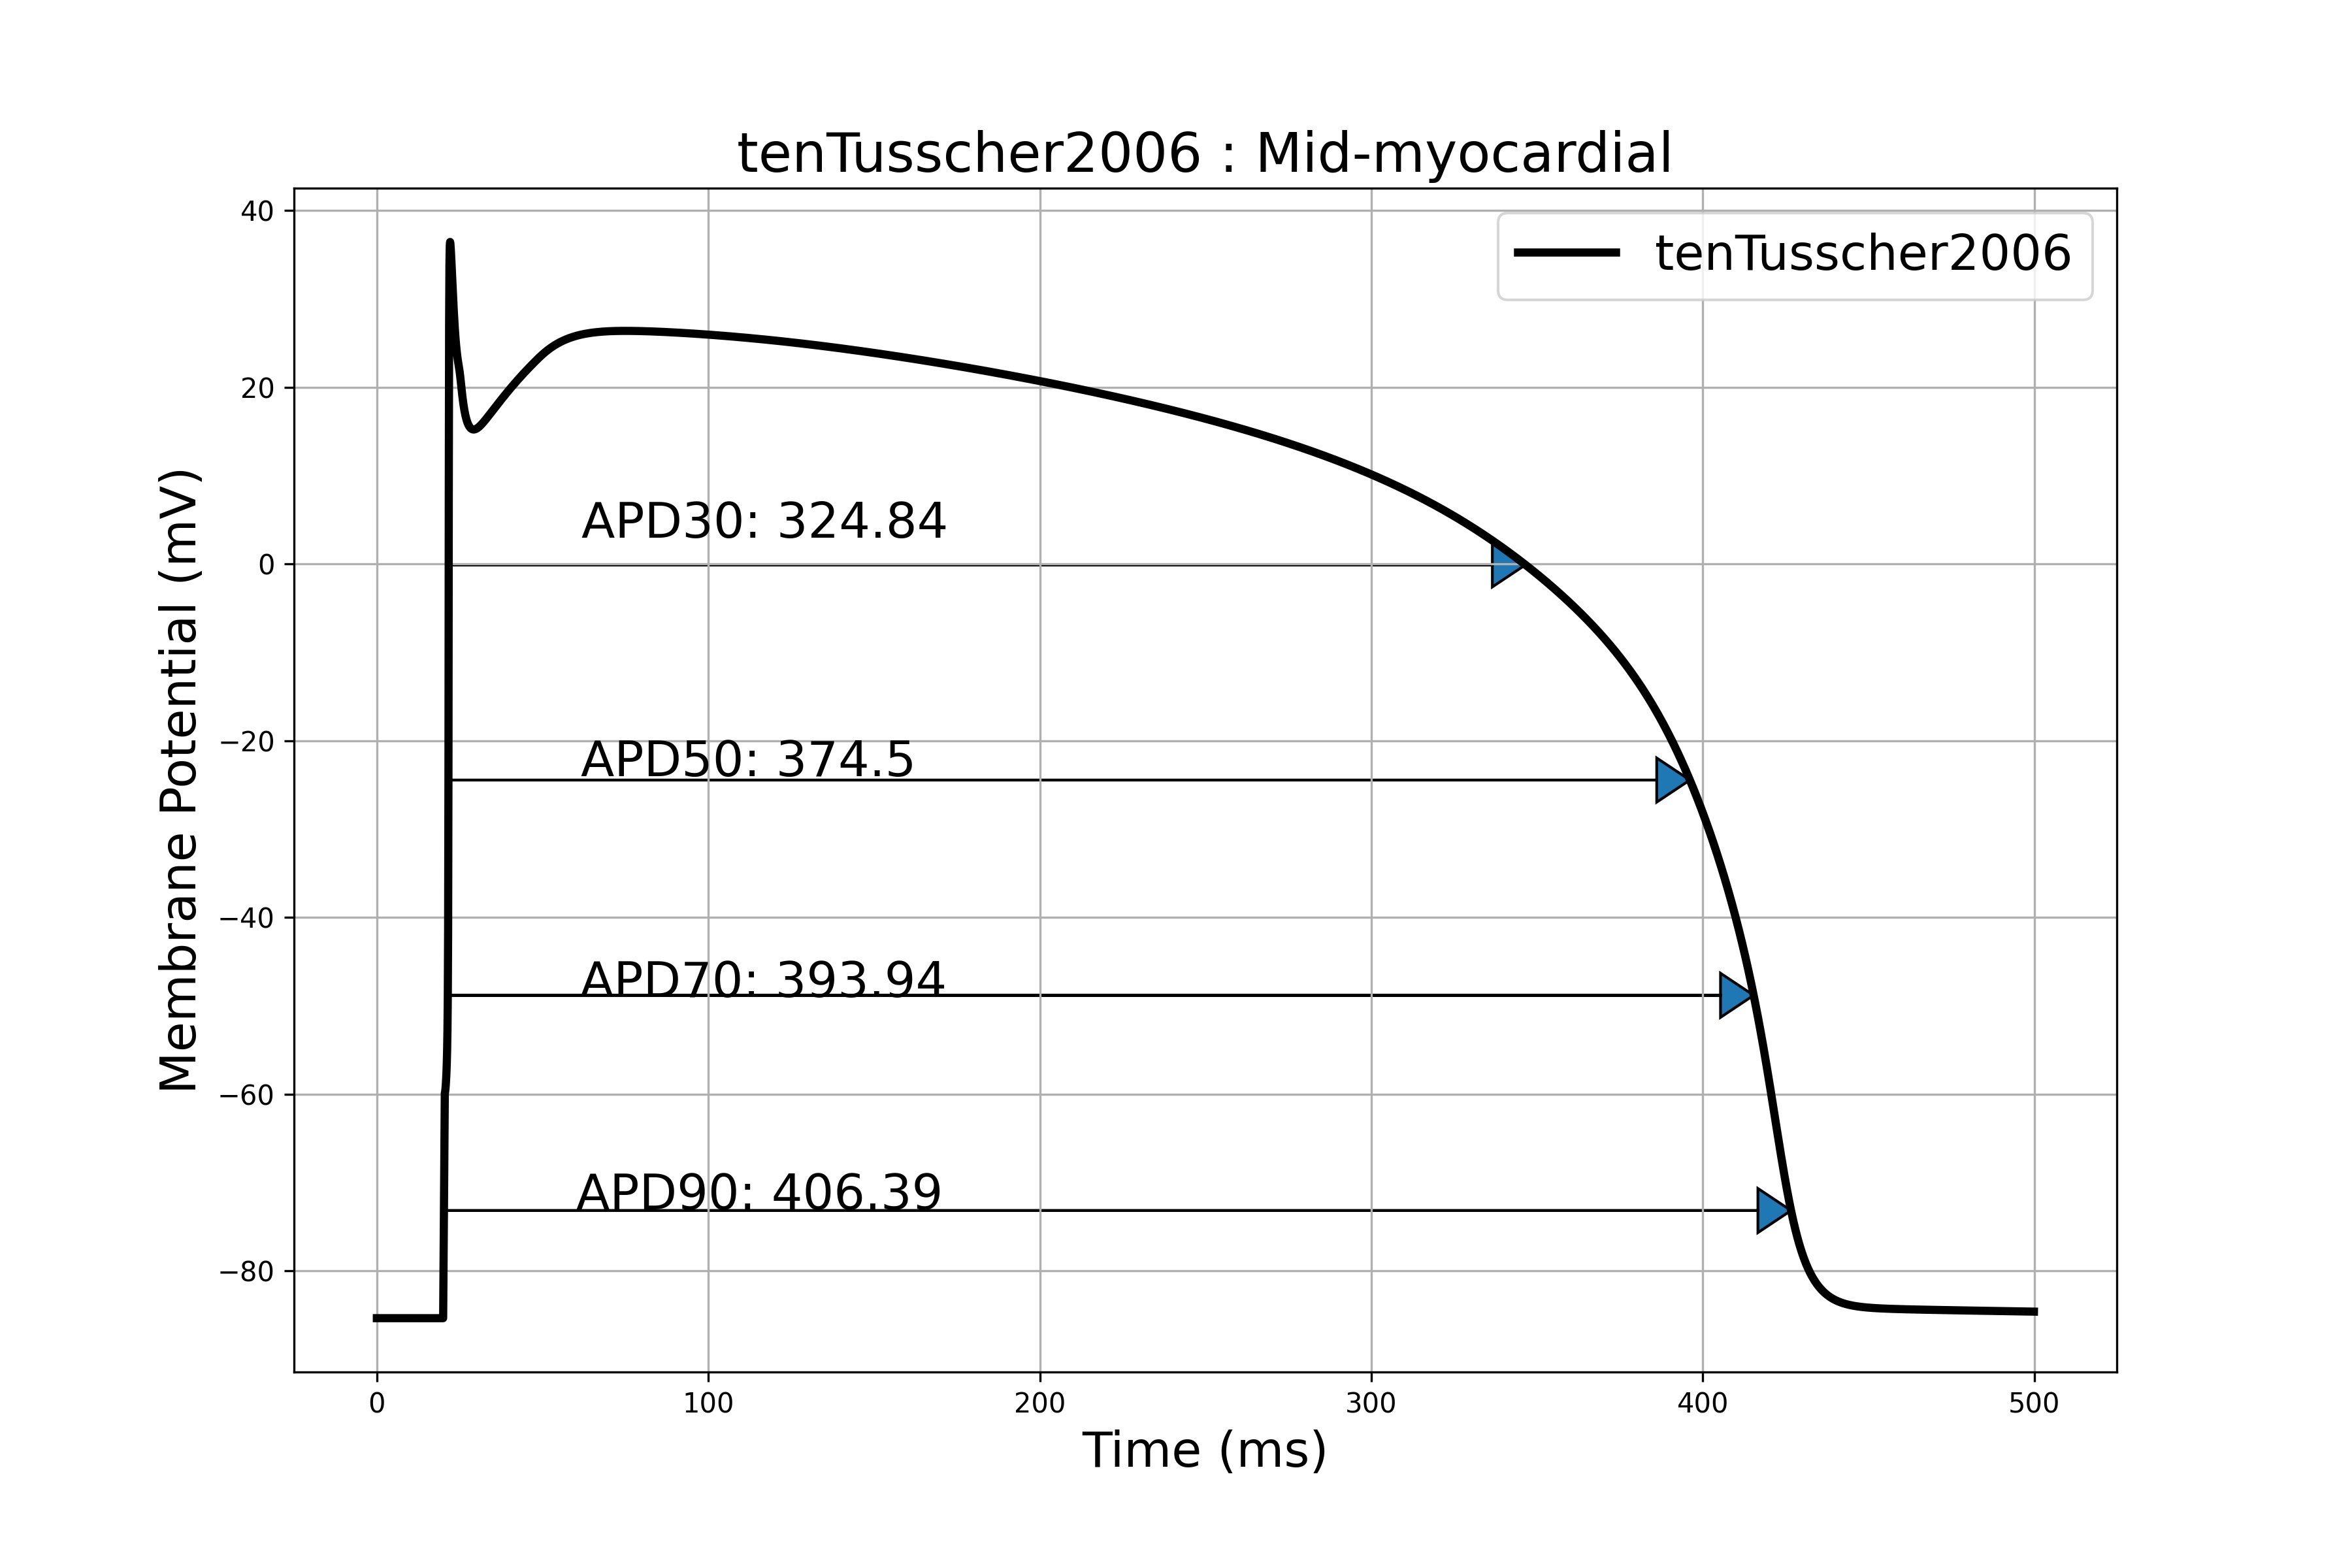 tenTusscher2006 : Mid-myocardial
tenTusscher2006
Membrane Potential (mV)
40
20
0
−20
−40
−60
−80
APD30: 324.84
APD50: 374.5
APD70: 393.94
APD90: 406.39
0 100 200 300 400 500
Time (ms)